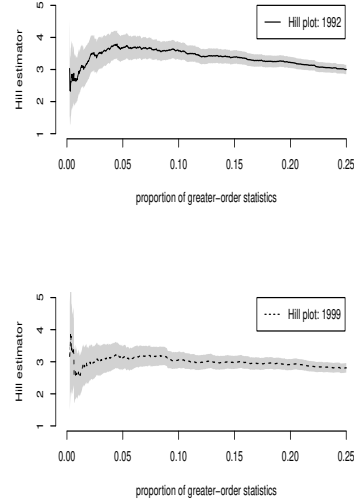 Hill plot: 1992
Hill estimator
5
4
3
2
1
0.00 0.05 0.10 0.15 0.20 0.25
proportion of greater−order statistics
Hill plot: 1999
Hill estimator
5
4
3
2
1
0.00 0.05 0.10 0.15 0.20 0.25
proportion of greater−order statistics